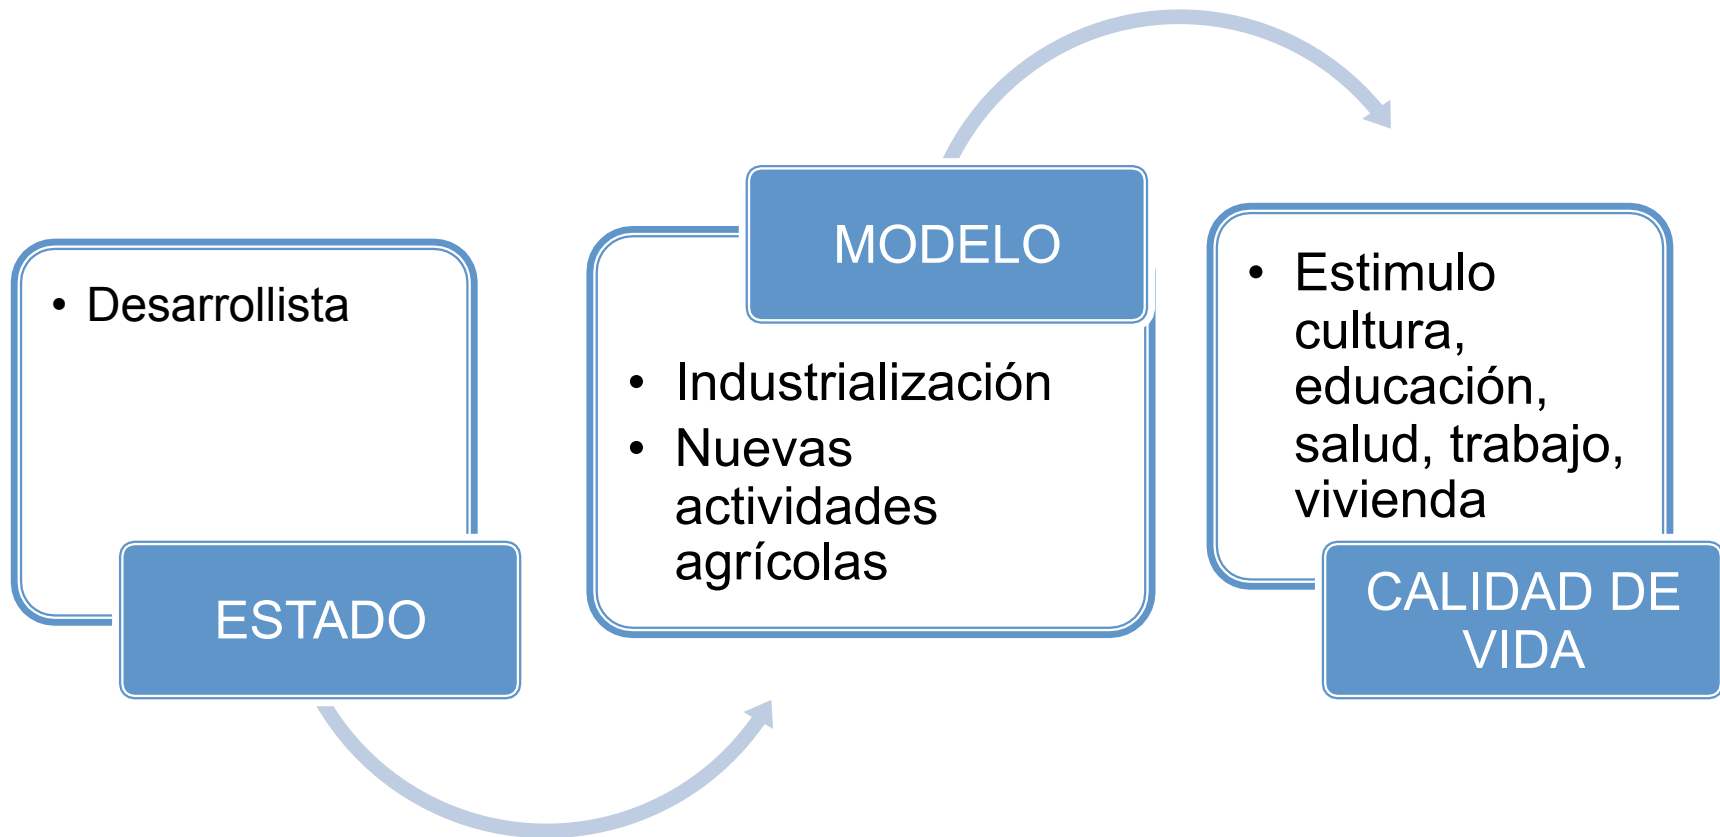 • Desarrollista
ESTADO
MODELO
• Industrialización
• Nuevas
actividades
agrícolas
• Estimulo
cultura,
educación,
salud, trabajo,
vivienda
CALIDAD DE
VIDA